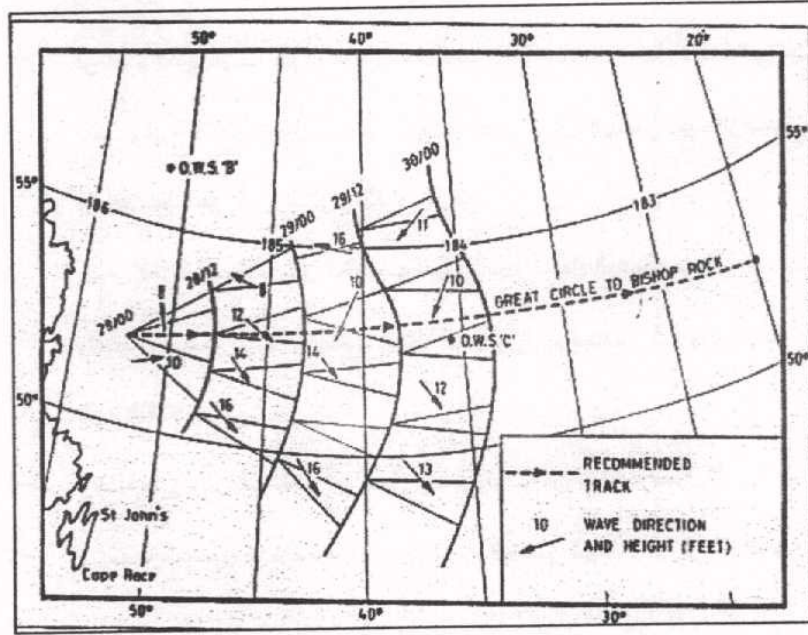 50° 40° 30° 20°
30/00
O.W.S.'B'
29/12
55° 55°
29/00
11
183
186
185 16 184
28/12
8 8 10 10
GREAT CIRCLE TO BISHOP ROCK
29/00 12
O.W.S.'C'
14 14
10
50°
12
50°
16
16 13
RECOMMENDED
TRACK
St John's
10 WAVE DIRECTION
AND HEIGHT (FEET)
Cape Race
50° 40° 30°